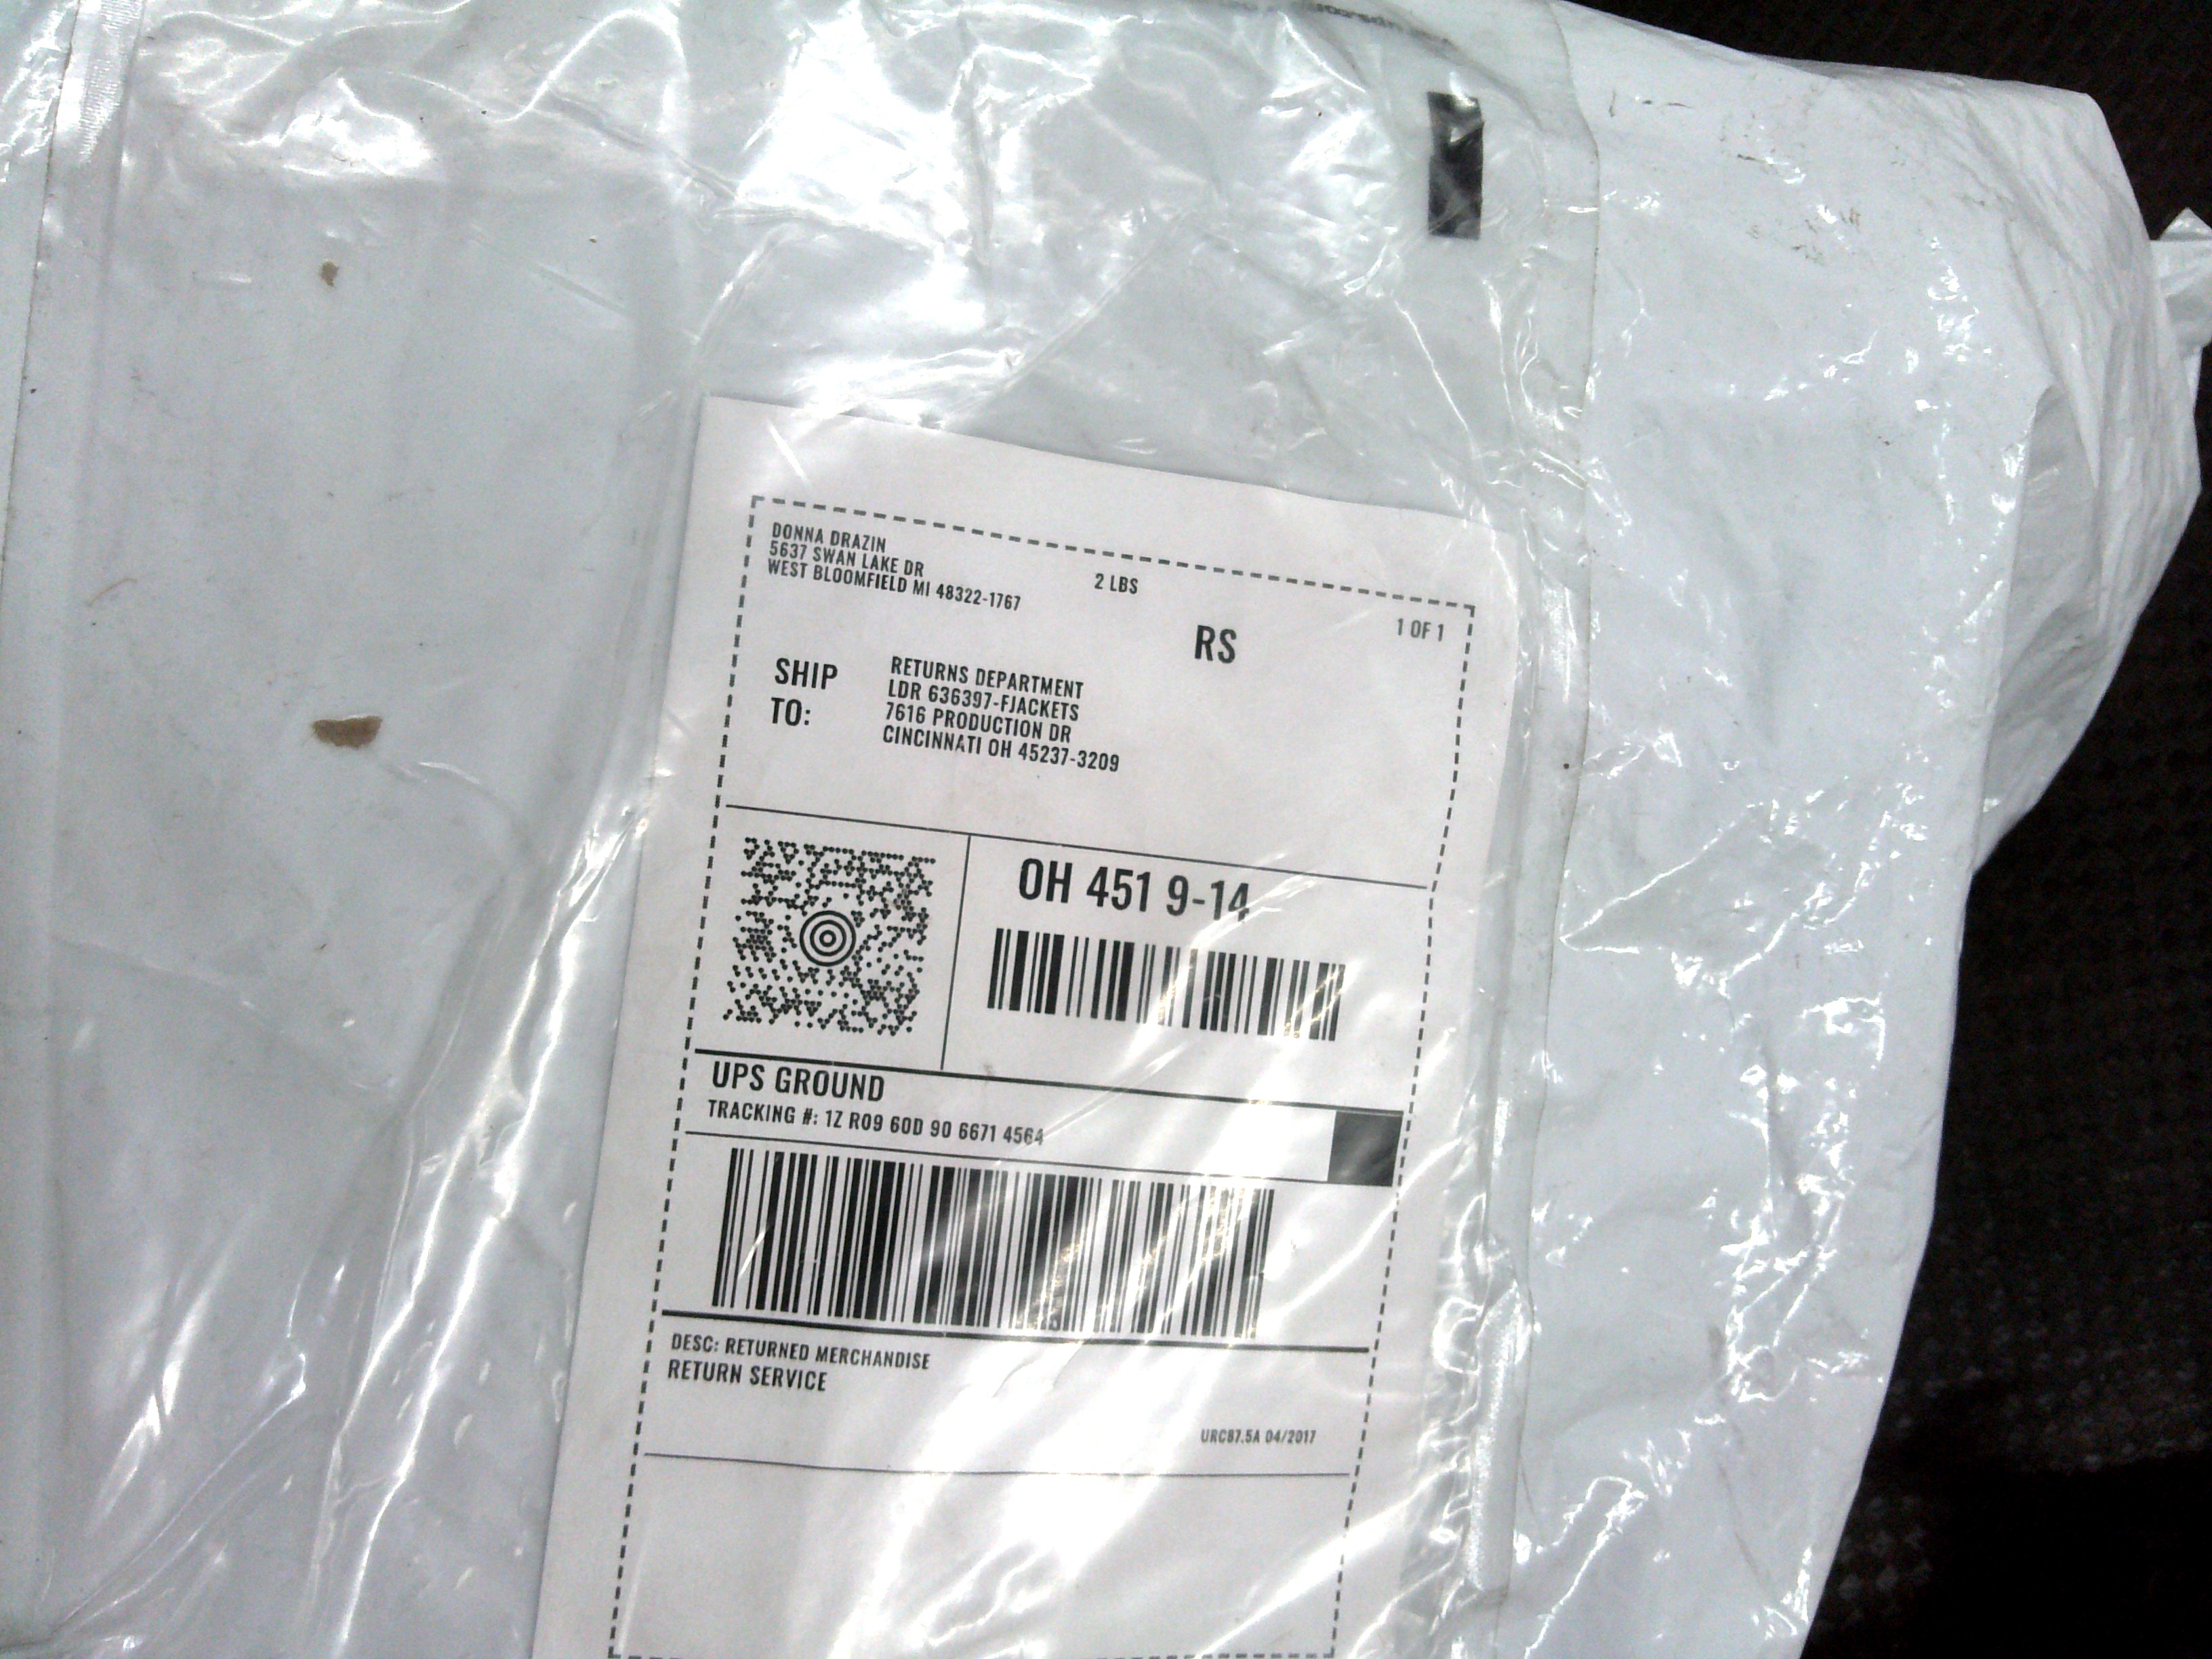 DONNA DRAZIN
5637 SWAN LAKE DR
WEST BLOOMFIELD MI 48322-1767
2 LBS
1 OF 1
RS
SHIP
TO:
RETURNS DEPARTMENT
LDR 636397-FJACKETS
7616 PRODUCTION DR
CINCINNATI OH 45237-3209
OH 451 9-14
UPS GROUND
TRACKING #: 1Z R09 60D 90 6671 4564
DESC: RETURNED MERCHANDISE
RETURN SERVICE
URC87.5A 04/2017